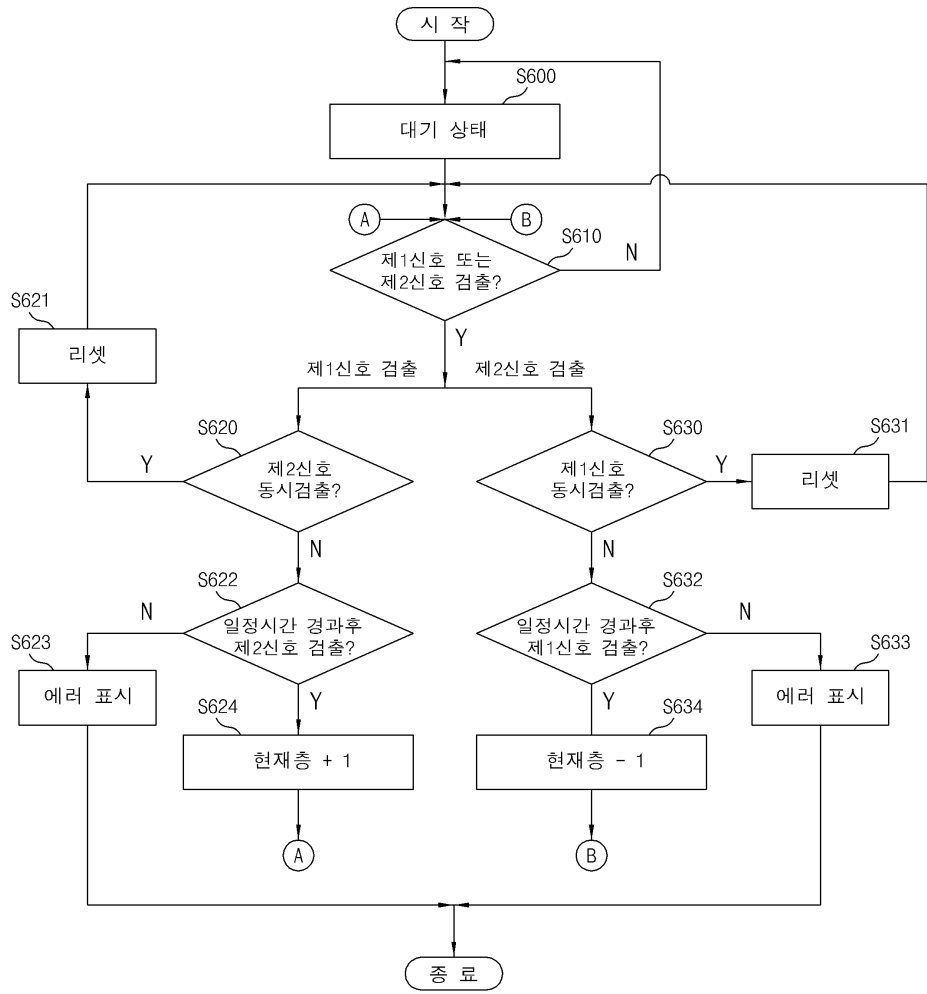 시 작
S600
대기 상태
A
B
S610
제1신호 또는
제2신호 검출?
N
S621
리셋
Y
제1신호 검출
제2신호 검출
S620
제2신호
동시검출?
Y
S630
제1신호
동시검출?
Y
S631
리셋
N
N
S622
일정시간 경과후
제2신호 검출?
N
S632
일정시간 경과후
제1신호 검출?
N
S623
에러 표시
S633
에러 표시
Y
Y
S624
현재층 + 1
S634
현재층 - 1
A
B
종 료